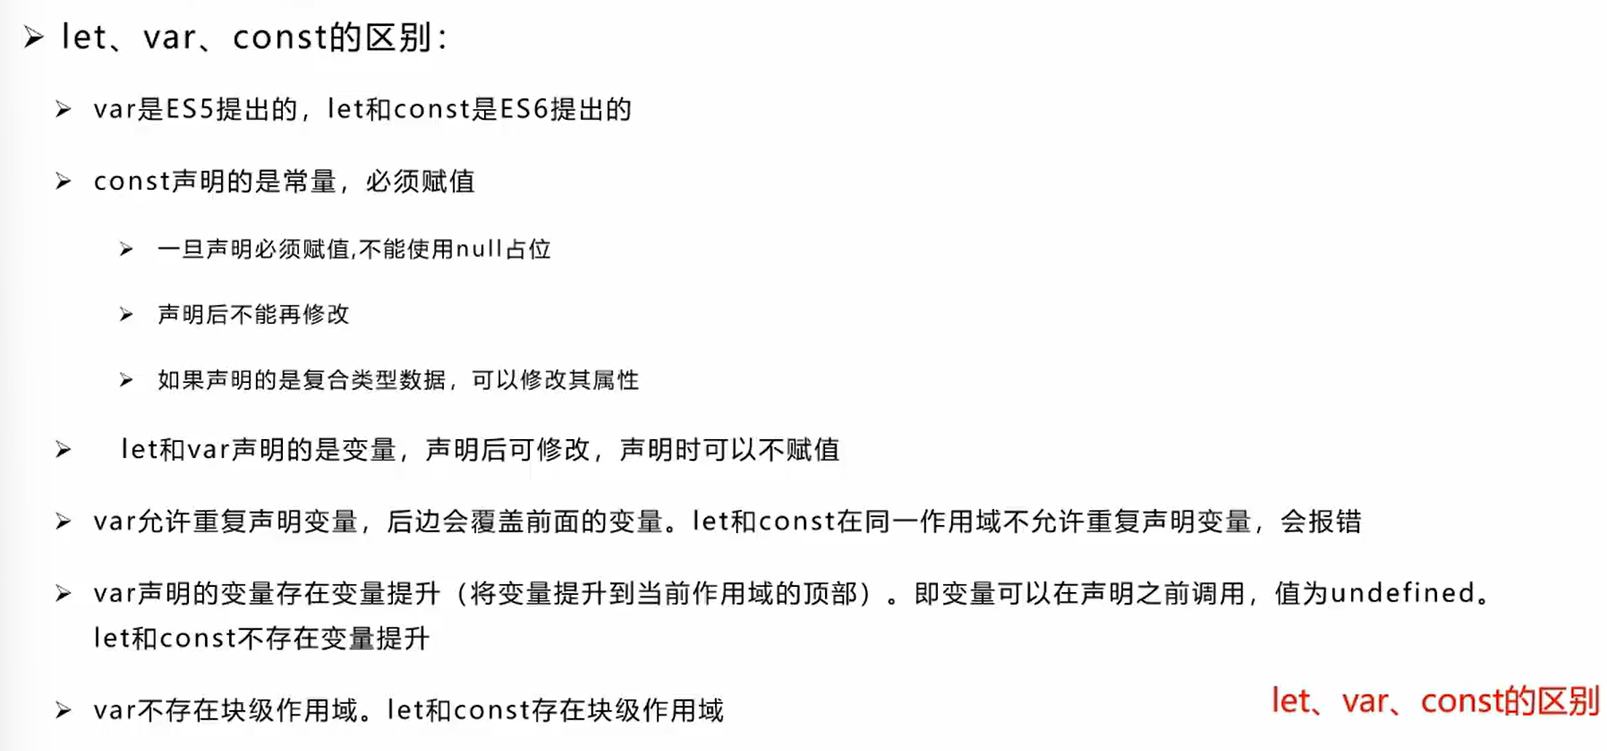 let、var、const的区别：
var是ES5提出的，let和const是ES6提出的
const声明的是常量，必须赋值
一旦声明必须赋值,不能使用null占位
声明后不能再修改
如果声明的是复合类型数据，可以修改其属性
let和var声明的是变量，声明后可修改，声明时可以不赋值
var允许重复声明变量，后边会覆盖前面的变量。let和const在同一作用域不允许重复声明变量，会报错
var声明的变量存在变量提升（将变量提升到当前作用域的顶部）。即变量可以在声明之前调用，值为undefined。
let和const不存在变量提升
var不存在块级作用域。let和const存在块级作用域
let、var、const的区别